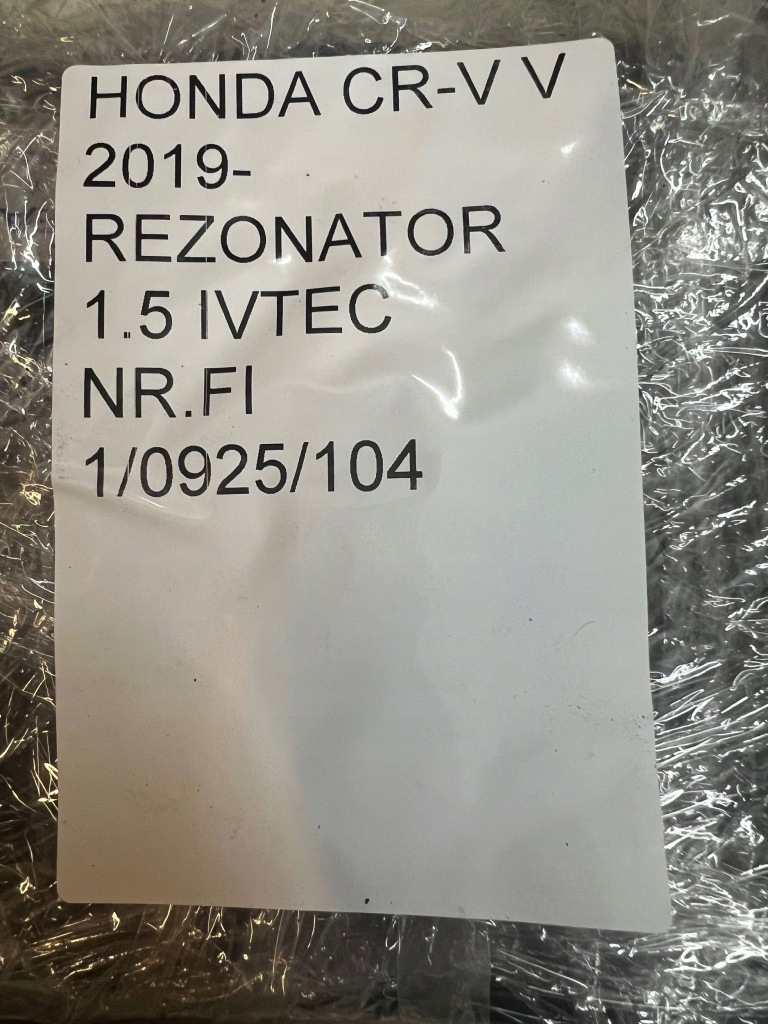 HONDA CR-V V
2019-
REZONATOR
1.5 IVTEC
NR.FI
1/0925/104